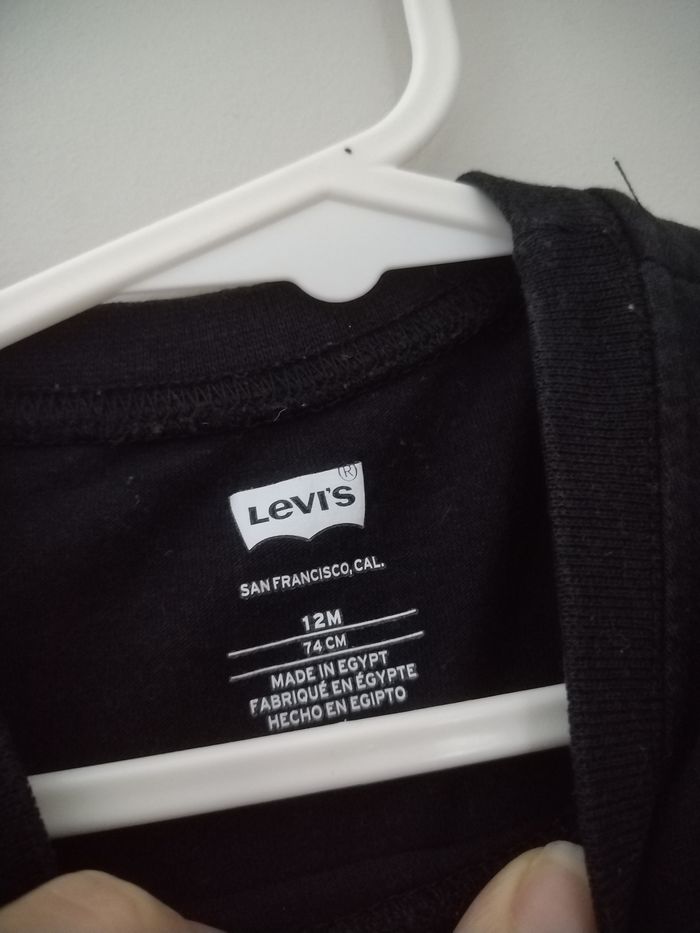 Levi's ®
SAN FRANCISCO, CAL.
12M
74 CM
MADE IN EGYPT
FABRIQUÉ EN ÉGYPTE
HECHO EN EGIPTO